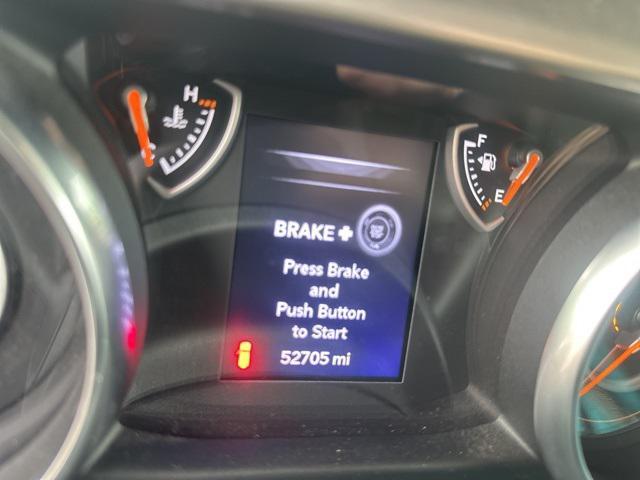 H
F
E
BRAKE +
Press Brake
and
Push Button
to Start
52705 mi